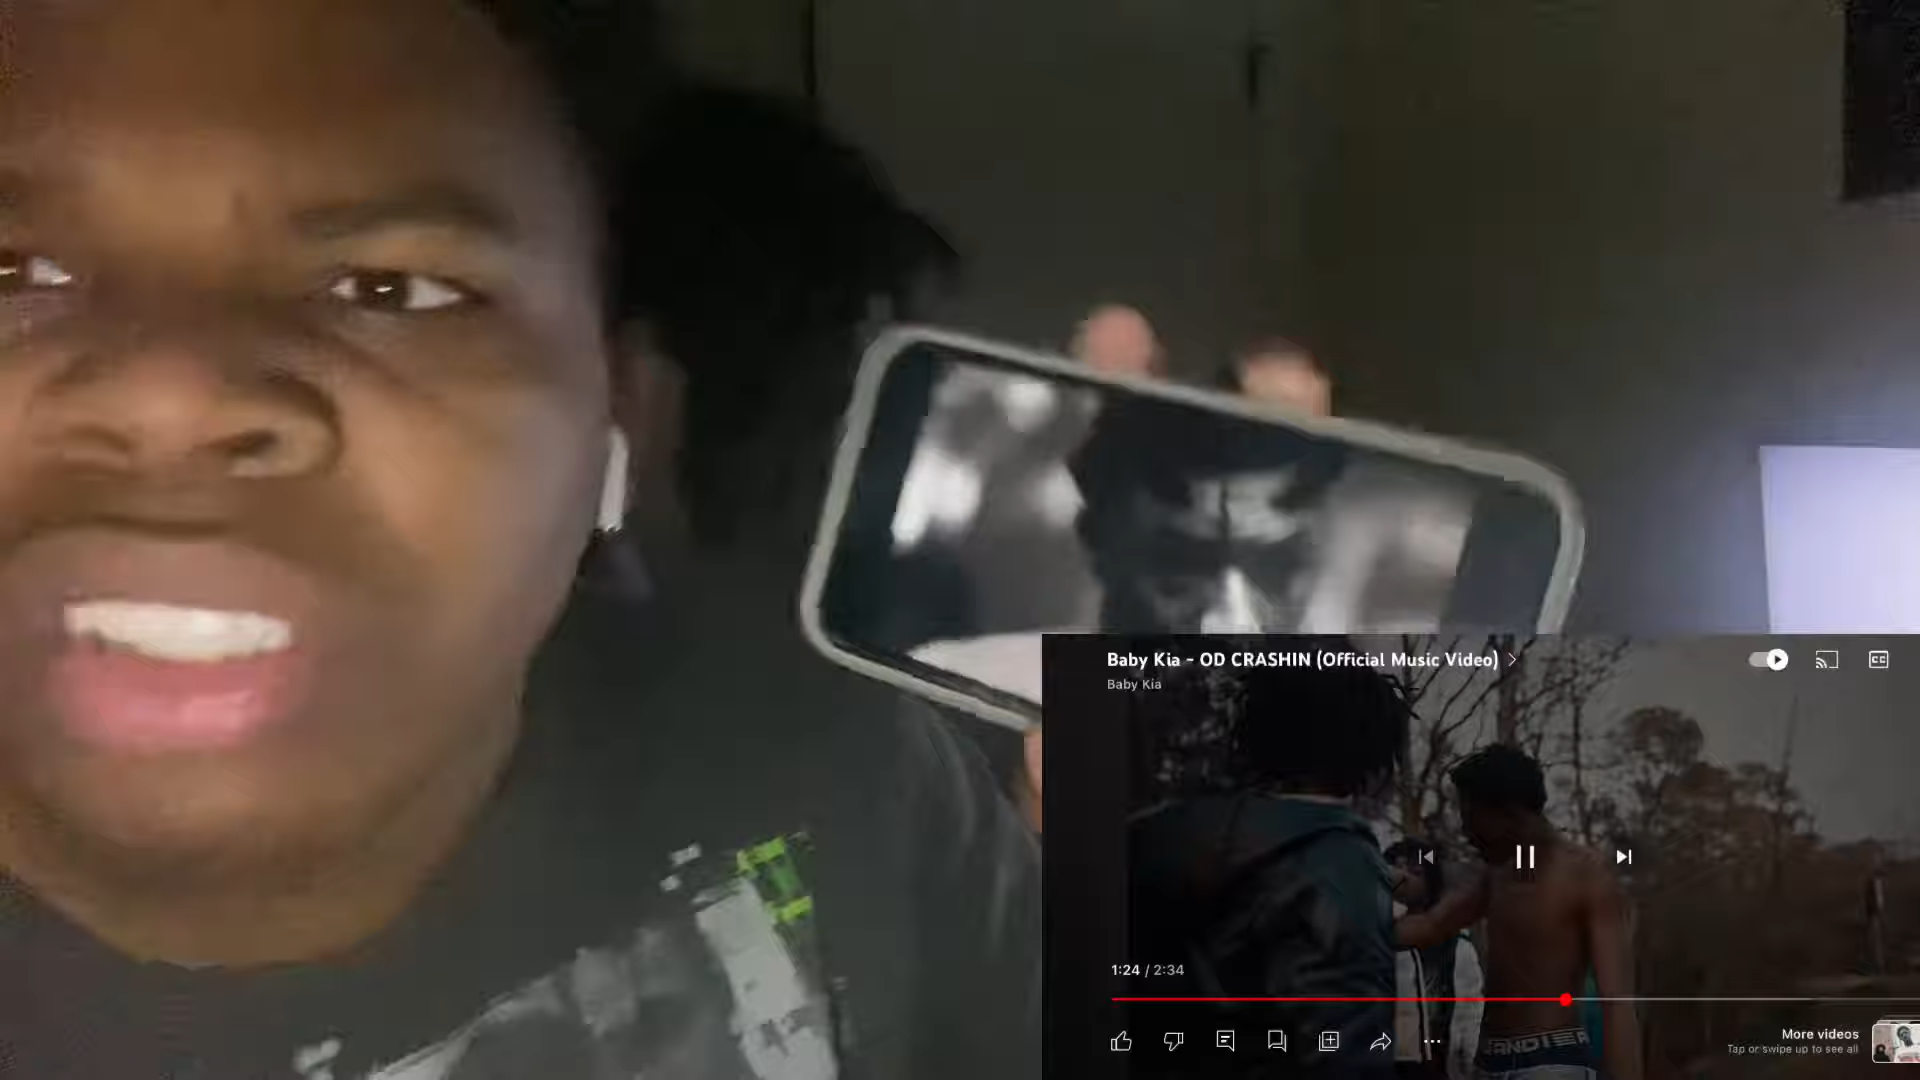 Baby Kia - OD CRASHIN (Official Music Video)
Baby Kia
CC
1:24 / 2:34
More videos
Tap or swipe up to see all